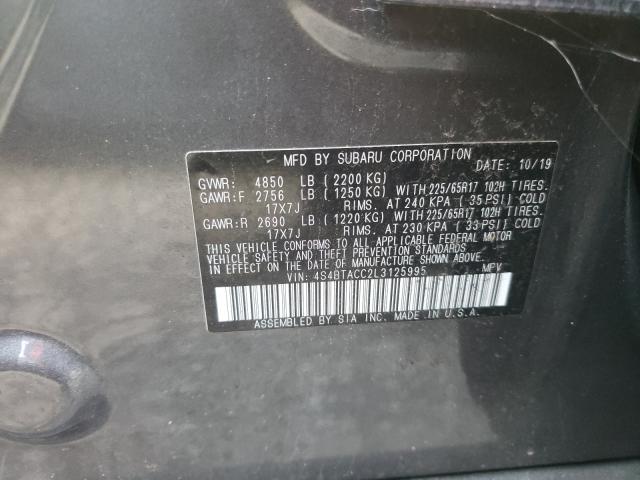 MFD BY SUBARU CORPORATION
DATE: 10/19
GVWR: 4850 LB (2200 KG)
GAWR:F 2756 LB (1250 KG) WITH 225/65R17 102H TIRES.
17X7J RIMS. AT 240 KPA (35 PSI) COLD
GAWR:R 2690 LB (1220 KG) WITH 225/65R17 102H TIRES.
17X7J RIMS. AT 230 KPA (33 PSI) COLD
THIS VEHICLE CONFORMS TO ALL APPLICABLE FEDERAL MOTOR
VEHICLE SAFETY AND THEFT PREVENTION STANDARDS
IN EFFECT ON THE DATE OF MANUFACTURE SHOWN ABOVE.
VIN: 4S4BTACC2L3125995 MPV
ASSEMBLED BY SIA INC. MADE IN U.S.A.